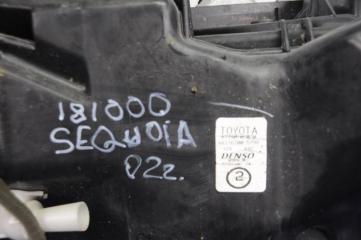 181000
SEQUOIA
02г.
TOYOTA
DENSO
2